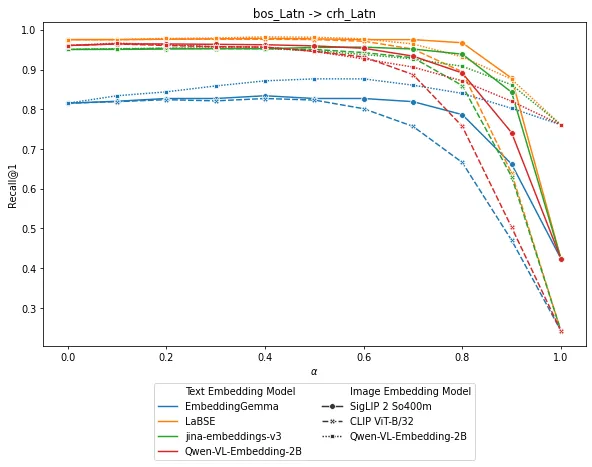 bos_Latn -> crh_Latn
1.0
0.9
0.8
0.7
0.6
0.5
0.4
0.3
Recall@1
0.0 0.2 0.4 0.6 0.8 1.0
α
Text Embedding Model
EmbeddingGemma
LaBSE
jina-embeddings-v3
Qwen-VL-Embedding-2B
Image Embedding Model
SigLIP 2 So400m
CLIP ViT-B/32
Qwen-VL-Embedding-2B